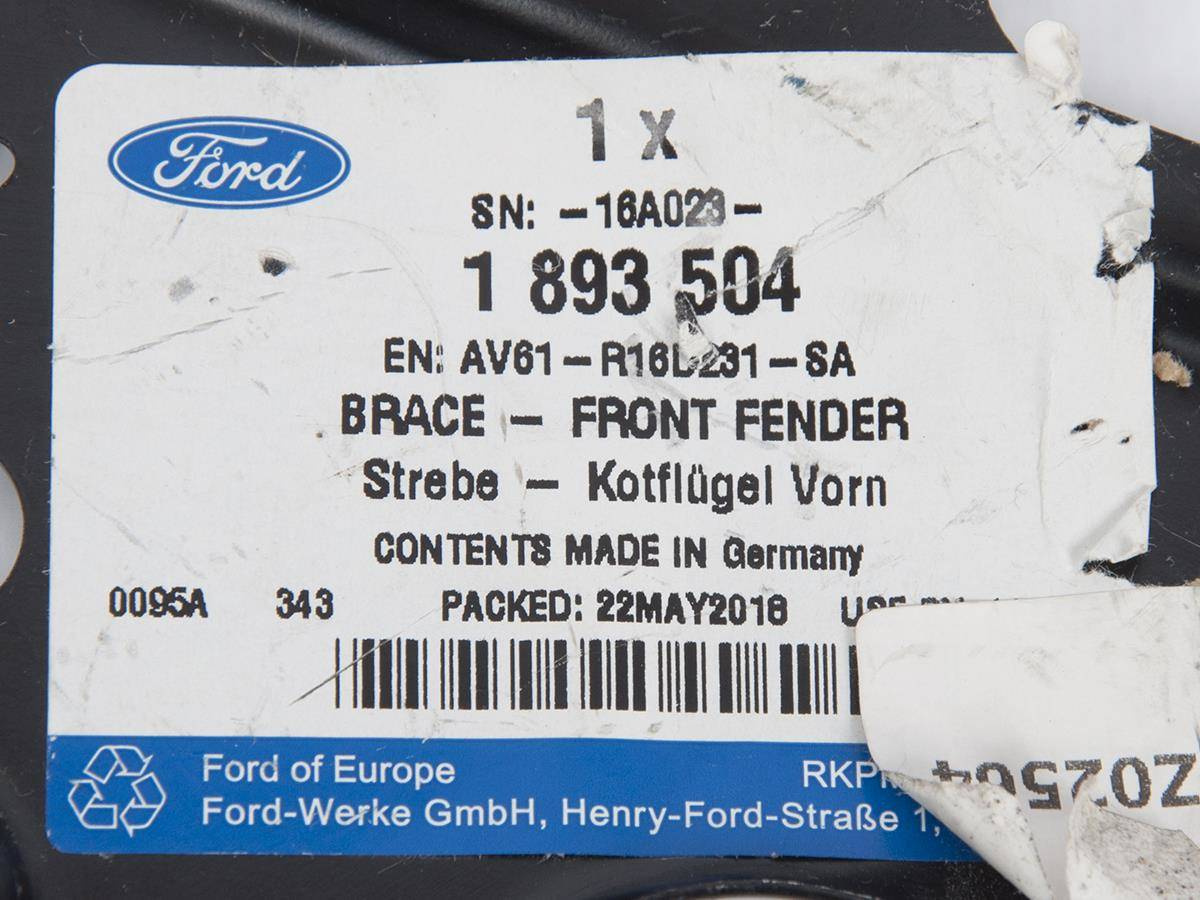 Ford
1 x
SN: -16A023-
1 893 504
EN: AV61-R16D231-SA
BRACE - FRONT FENDER
Strebe - Kotflügel Vorn
CONTENTS MADE IN Germany
0095A 343 PACKED: 22MAY2018
Ford of Europe
Ford-Werke GmbH, Henry-Ford-Straße 1,
Z02504